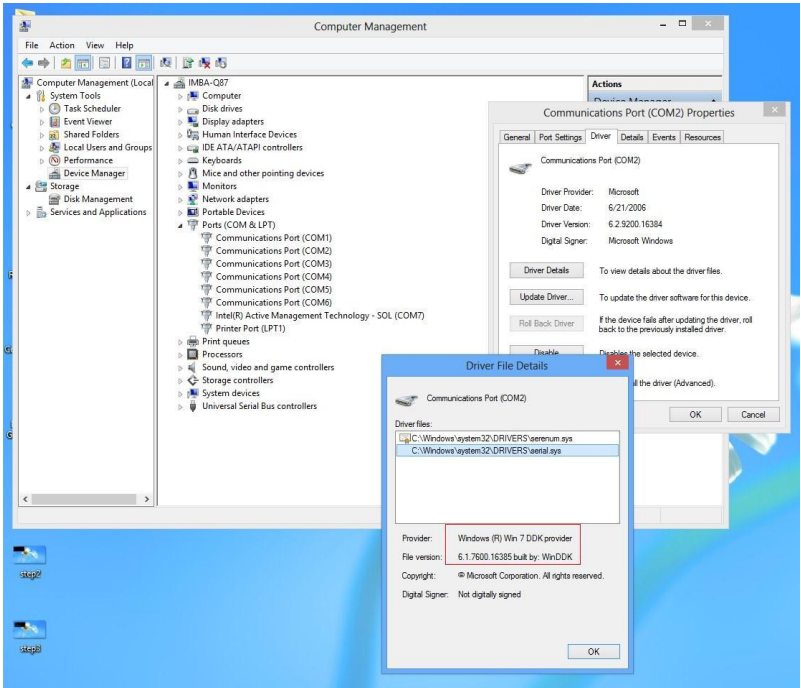 Computer Management
File Action View Help
Computer Management (Local
System Tools
Task Scheduler
Event Viewer
Shared Folders
Local Users and Groups
Performance
Device Manager
Storage
Disk Management
Services and Applications
IMBA-Q87
Computer
Disk drives
Display adapters
Human Interface Devices
IDE ATA/ATAPI controllers
Keyboards
Mice and other pointing devices
Monitors
Network adapters
Portable Devices
Ports (COM & LPT)
Communications Port (COM1)
Communications Port (COM2)
Communications Port (COM3)
Communications Port (COM4)
Communications Port (COM5)
Communications Port (COM6)
Intel(R) Active Management Technology - SOL (COM7)
Printer Port (LPT1)
Print queues
Processors
Sound, video and game controllers
Storage controllers
System devices
Universal Serial Bus controllers
Actions
Device Manager
Communications Port (COM2) Properties
General Port Settings Driver Details Events Resources
Communications Port (COM2)
Driver Provider: Microsoft
Driver Date: 6/21/2006
Driver Version: 6.2.9200.16384
Digital Signer: Microsoft Windows
Driver Details To view details about the driver files.
Update Driver... To update the driver software for this device.
Roll Back Driver If the device fails after updating the driver, roll
back to the previously installed driver.
Disable Disables the selected device.
the driver (Advanced).
OK Cancel
Driver File Details
Communications Port (COM2)
Driver files:
C:\Windows\system32\DRIVERS\serenum.sys
C:\Windows\system32\DRIVERS\serial.sys
Provider: Windows (R) Win 7 DDK provider
File version: 6.1.7600.16385 built by: WinDDK
Copyright: © Microsoft Corporation. All rights reserved.
Digital Signer: Not digitally signed
OK
step2
step3